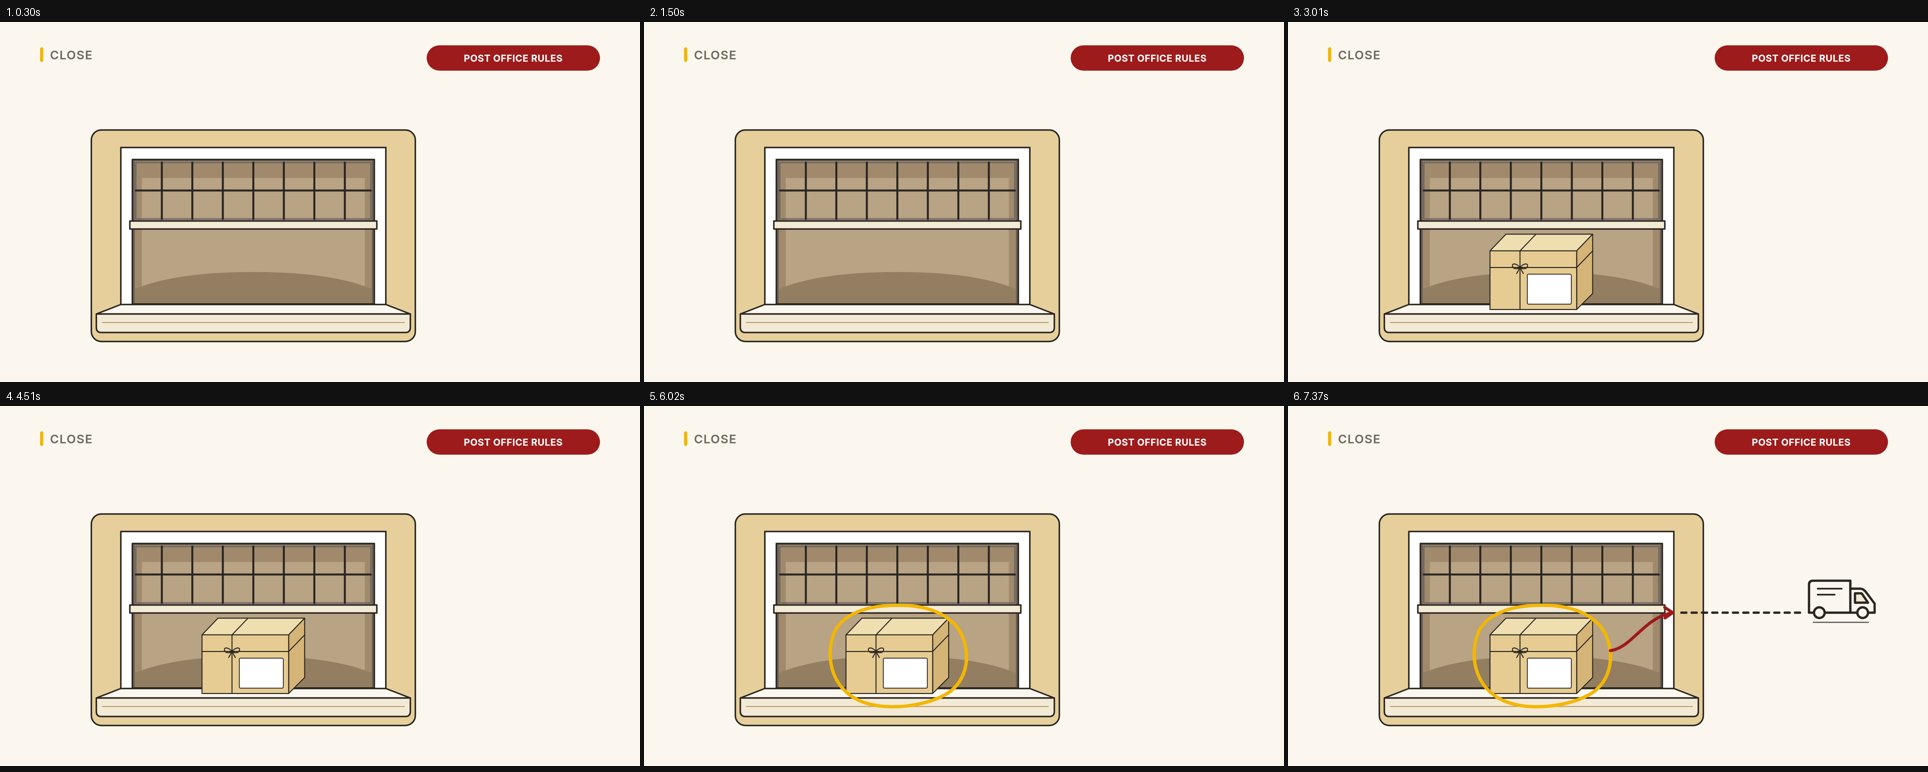 1. 0.30s
2. 1.50s
3. 3.01s
CLOSE
POST OFFICE RULES
CLOSE
POST OFFICE RULES
CLOSE
POST OFFICE RULES
4. 4.51s
5. 6.02s
6. 7.37s
CLOSE
POST OFFICE RULES
CLOSE
POST OFFICE RULES
CLOSE
POST OFFICE RULES